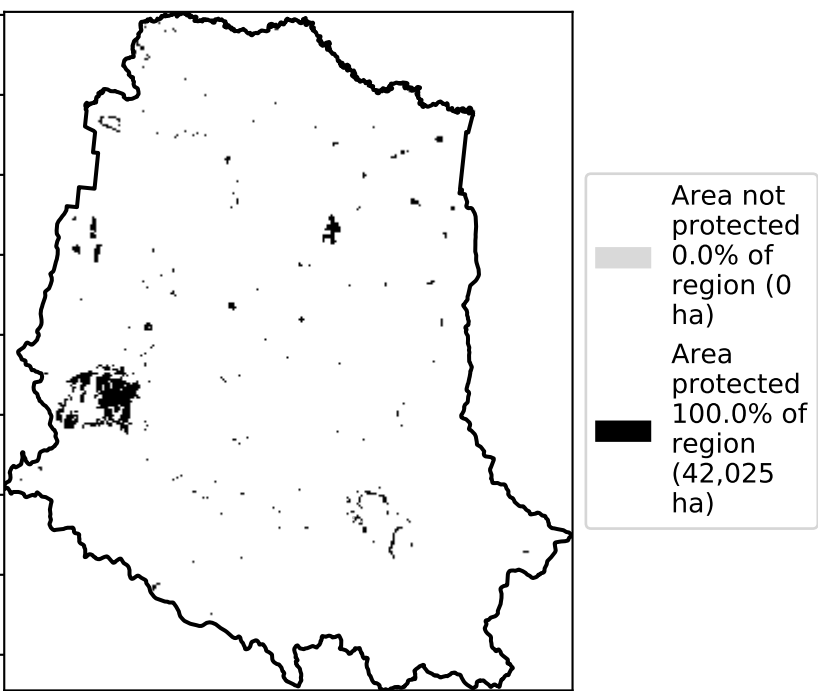 Area not
protected
0.0% of
region (0
ha)
Area
protected
100.0% of
region
(42,025
ha)